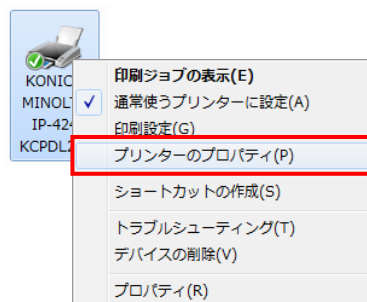 KONIC
MINOL
IP-424
KCPDL
印刷ジョブの表示(E)
✓ 通常使うプリンターに設定(A)
印刷設定(G)
プリンターのプロパティ(P)
ショートカットの作成(S)
トラブルシューティング(T)
デバイスの削除(V)
プロパティ(R)